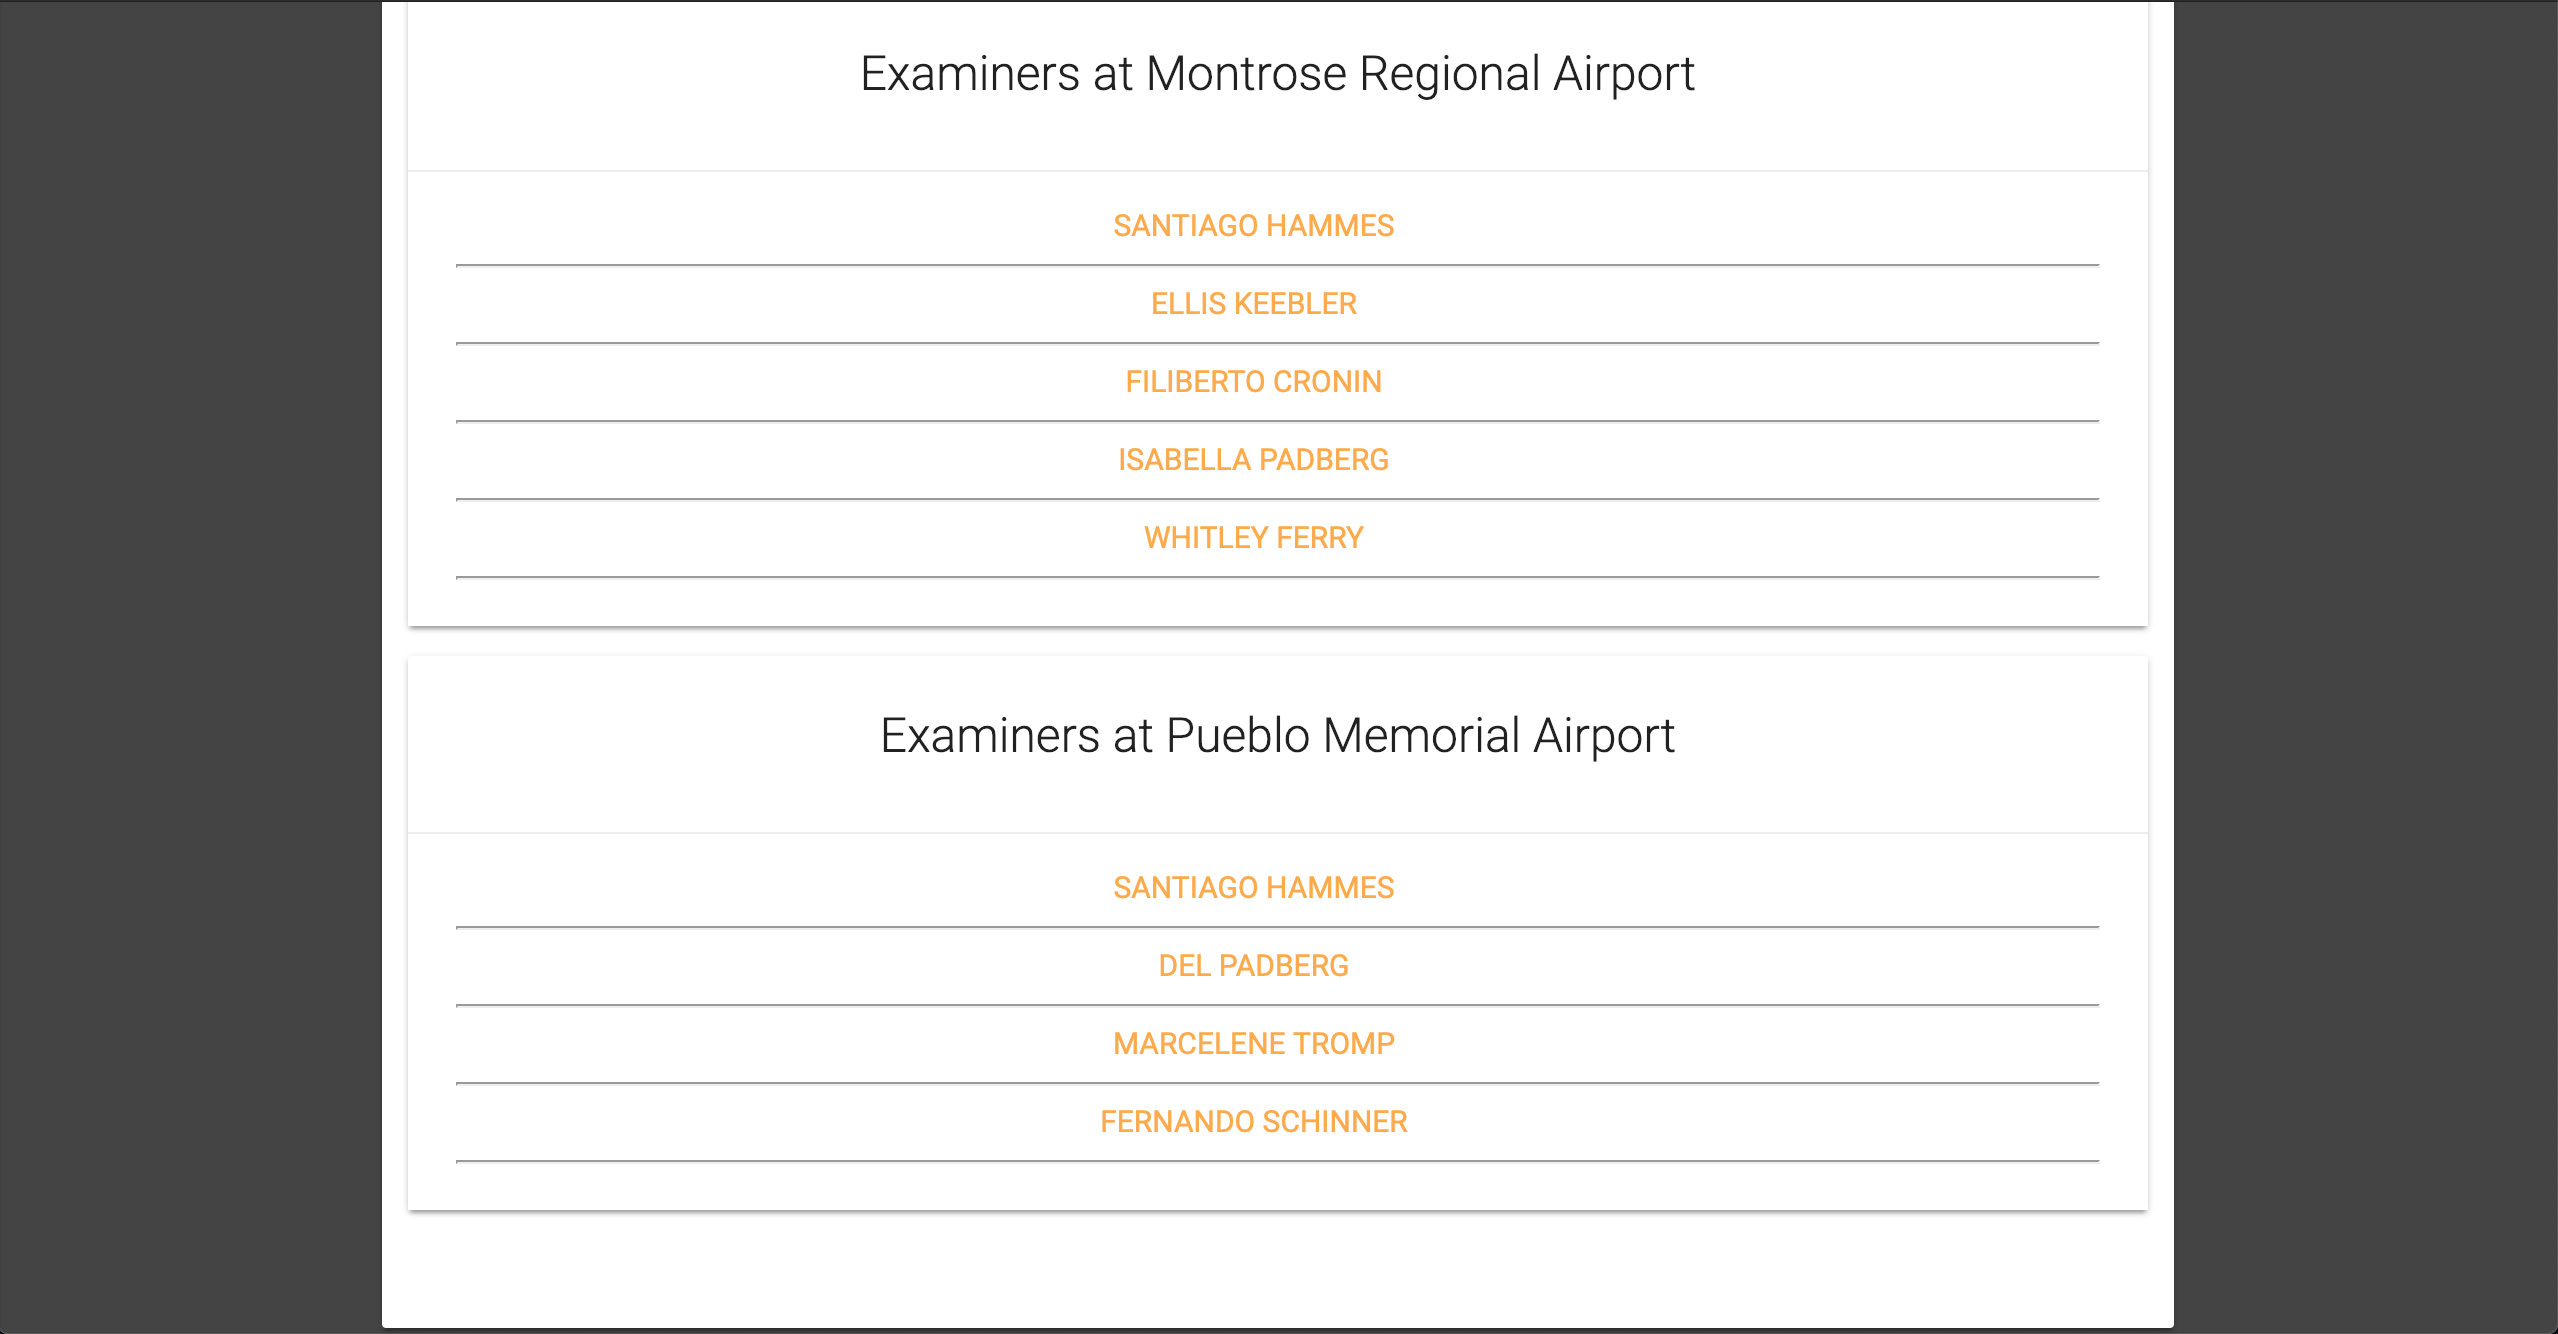 Examiners at Montrose Regional Airport
SANTIAGO HAMMES
ELLIS KEEBLER
FILIBERTO CRONIN
ISABELLA PADBERG
WHITLEY FERRY
Examiners at Pueblo Memorial Airport
SANTIAGO HAMMES
DEL PADBERG
MARCELENE TROMP
FERNANDO SCHINNER